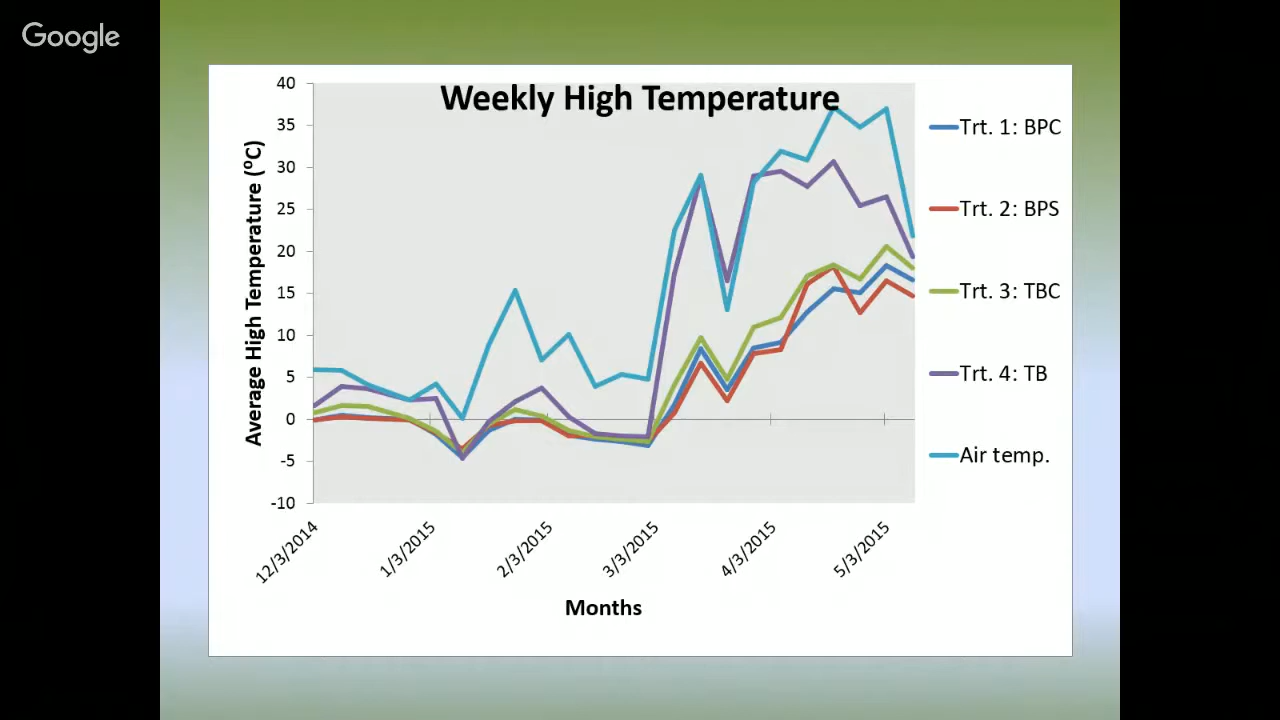 Google
Weekly High Temperature
Average High Temperature (⁰C)
40
35
30
25
20
15
10
5
0
-5
-10
12/3/2014
1/3/2015
2/3/2015
3/3/2015
4/3/2015
5/3/2015
Months
Trt. 1: BPC
Trt. 2: BPS
Trt. 3: TBC
Trt. 4: TB
Air temp.